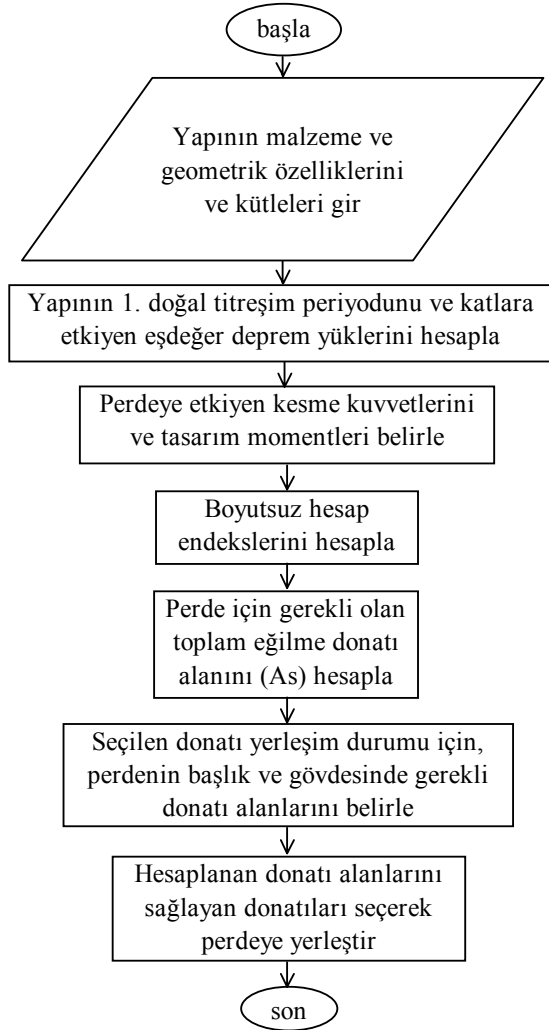 başla
Yapının malzeme ve
geometrik özelliklerini
ve kütleleri gir
Yapının 1. doğal titreşim periyodunu ve katlara
etkiyen eşdeğer deprem yüklerini hesapla
Perdeye etkiyen kesme kuvvetlerini
ve tasarım momentleri belirle
Boyutsuz hesap
endekslerini hesapla
Perde için gerekli olan
toplam eğilme donatı
alanını (As) hesapla
Seçilen donatı yerleşim durumu için,
perdenin başlık ve gövdesinde gerekli
donatı alanlarını belirle
Hesaplanan donatı alanlarını
sağlayan donatıları seçerek
perdeye yerleştir
son